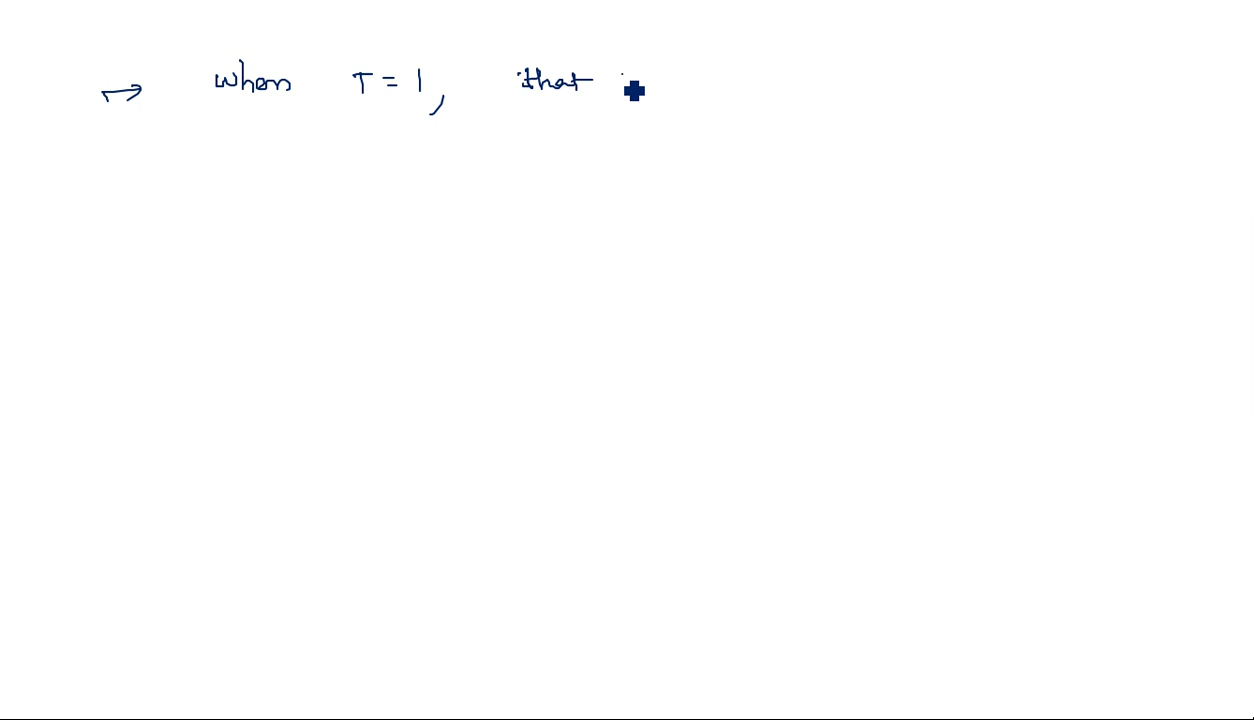 → when T = 1, that